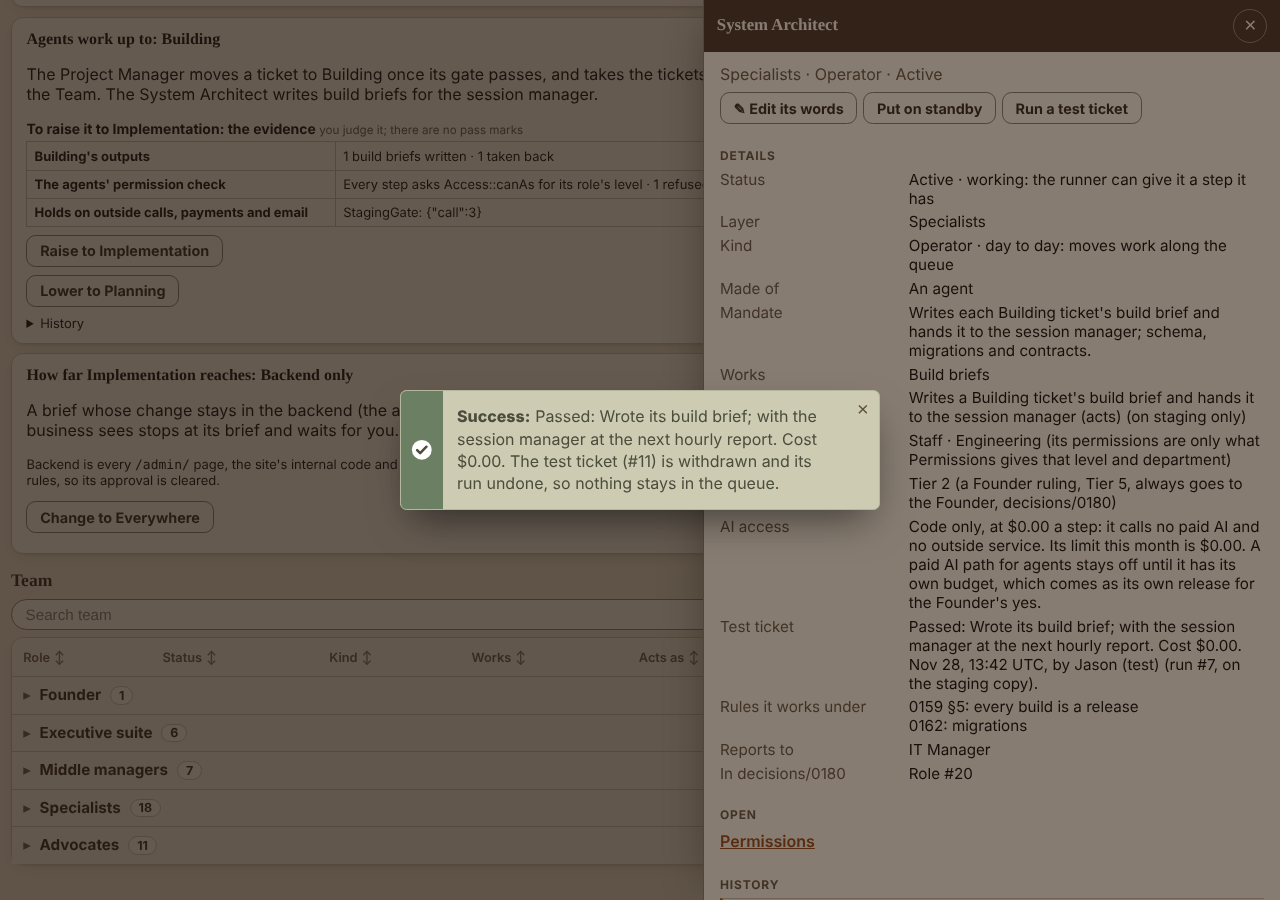 Agents work up to: Building
The Project Manager moves a ticket to Building once its gate passes, and takes the tickets
the Team. The System Architect writes build briefs for the session manager.
To raise it to Implementation: the evidence you judge it; there are no pass marks
Building's outputs 1 build briefs written · 1 taken back
The agents' permission check Every step asks Access::canAs for its role's level · 1 refuse
Holds on outside calls, payments and email StagingGate: {"call":3}
Raise to Implementation
Lower to Planning
▶ History
How far Implementation reaches: Backend only
A brief whose change stays in the backend (the a
business sees stops at its brief and waits for you.
Backend is every /admin/ page, the site's internal code and
rules, so its approval is cleared.
Change to Everywhere
Team
Search team
Role Status Kind Works Acts as
▶ Founder 1
▶ Executive suite 6
▶ Middle managers 7
▶ Specialists 18
▶ Advocates 11
Success: Passed: Wrote its build brief; with the
session manager at the next hourly report. Cost
$0.00. The test ticket (#11) is withdrawn and its
run undone, so nothing stays in the queue.
System Architect
Specialists · Operator · Active
✎ Edit its words Put on standby Run a test ticket
DETAILS
Status Active · working: the runner can give it a step it
has
Layer Specialists
Kind Operator · day to day: moves work along the
queue
Made of An agent
Mandate Writes each Building ticket's build brief and
hands it to the session manager; schema,
migrations and contracts.
Works Build briefs
Writes a Building ticket's build brief and hands it
to the session manager (acts) (on staging only)
Staff · Engineering (its permissions are only what
Permissions gives that level and department)
Tier 2 (a Founder ruling, Tier 5, always goes to
the Founder, decisions/0180)
AI access Code only, at $0.00 a step: it calls no paid AI and
no outside service. Its limit this month is $0.00. A
paid AI path for agents stays off until it has its
own budget, which comes as its own release for
the Founder's yes.
Test ticket Passed: Wrote its build brief; with the session
manager at the next hourly report. Cost $0.00.
Nov 28, 13:42 UTC, by Jason (test) (run #7, on
the staging copy).
Rules it works under 0159 §5: every build is a release
0162: migrations
Reports to IT Manager
In decisions/0180 Role #20
OPEN
Permissions
HISTORY